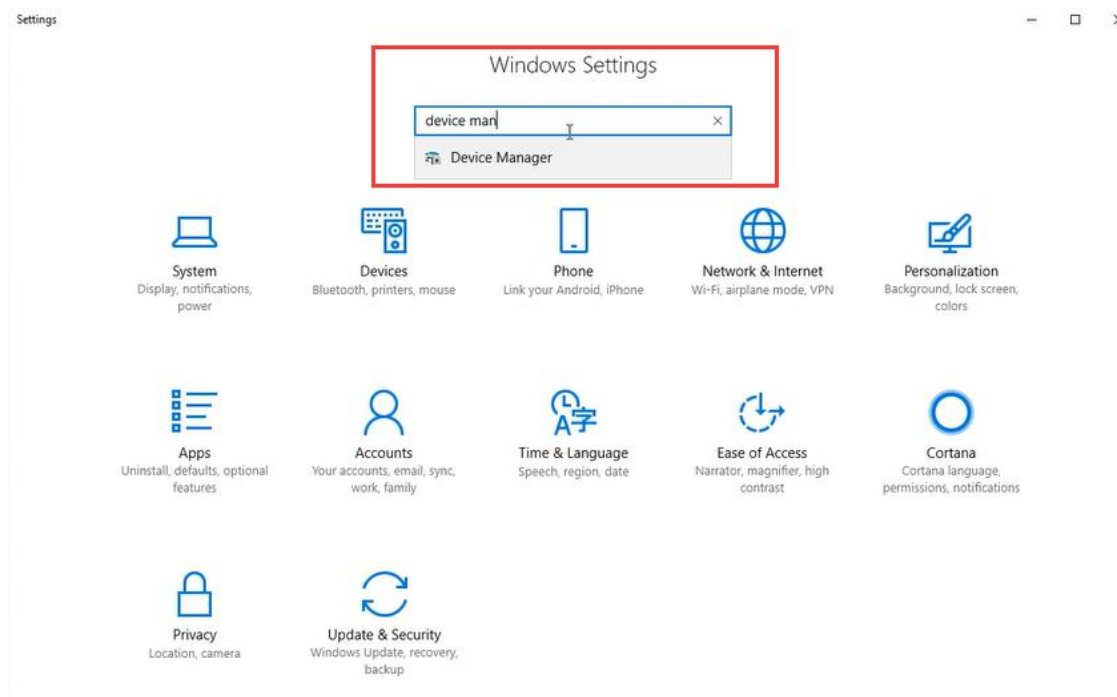 Settings
Windows Settings
device man
Device Manager
System
Display, notifications,
power
Devices
Bluetooth, printers, mouse
Phone
Link your Android, iPhone
Network & Internet
Wi-Fi, airplane mode, VPN
Personalization
Background, lock screen,
colors
Apps
Uninstall, defaults, optional
features
Accounts
Your accounts, email, sync,
work, family
Time & Language
Speech, region, date
Ease of Access
Narrator, magnifier, high
contrast
Cortana
Cortana language,
permissions, notifications
Privacy
Location, camera
Update & Security
Windows Update, recovery,
backup